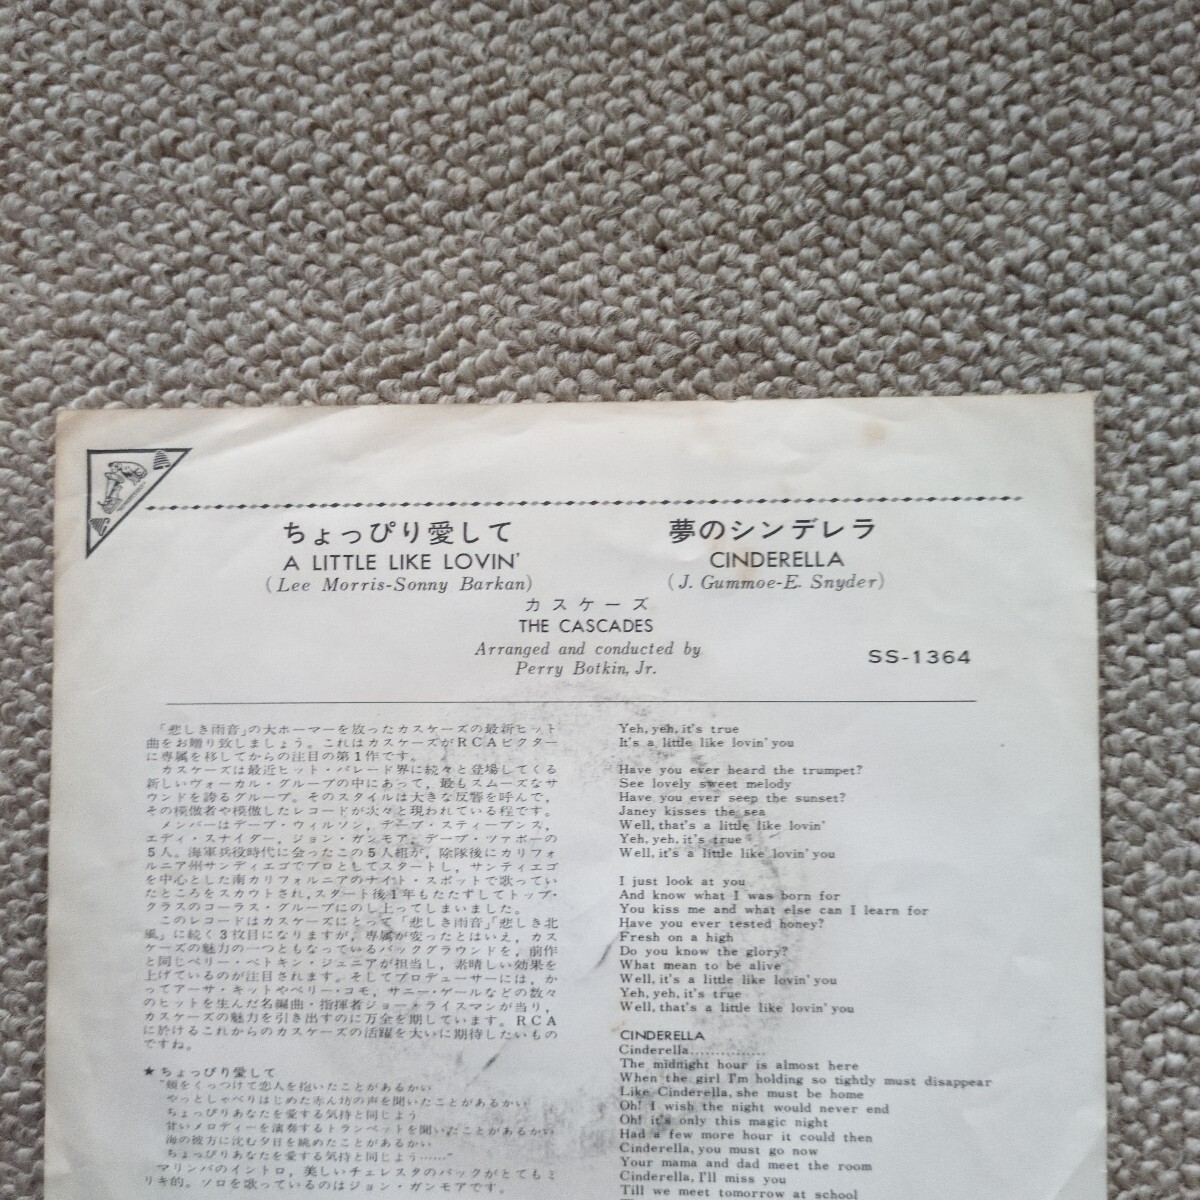 ちょっぴり愛して
A LITTLE LIKE LOVIN'
(Lee Morris-Sonny Barkan)
夢のシンデレラ
CINDERELLA
(J. Gummoe-E. Snyder)
カスケーズ
THE CASCADES
Arranged and conducted by
Perry Botkin, Jr.
SS-1364
「悲しき雨音」の大ホーマーを放ったカスケーズの最新ヒット
曲をお贈り致しましょう。これはカスケーズがRCAビクター
に専属を移してからの注目の第1作です。
カスケーズは最近ヒット・パレード界に続々と登場してくる
新しいヴォーカル・グループの中にあって，最もスムーズなサ
ウンドを誇るグループ。そのスタイルは大きな反響を呼んで，
その模倣者や模倣したレコードが次々と現われている程です。
メンバーはデーブ・ウィルソン，デーブ・スティーブンス，
エディ・スナイダー，ジョン・ガンモア，デーブ・ツァボーの
5人。海軍兵役時代に会ったこの5人組が，除隊後にカリフォ
ルニア州サンディエゴでプロとしてスタートし，サンティエゴ
を中心とした南カリフォルニアのナイト・スポットで歌ってい
たところをスカウトされ，スタート後1年もたたずしてトップ・
クラスのコーラス・グループにのし上ってしまいました。
このレコードはカスケーズにとって「悲しき雨音」「悲しき北
風」に続く3枚目になりますが，専属が変ったとはいえ，カス
ケーズの魅力の一つともなっているバックグラウンドを，前作
と同じペリー・ベトキン・ジュニアが担当し，素晴しい効果を
上げているのが注目されます。そしてプロデューサーには，か
ってアーサ・キットやペリー・コモ，サニー・ゲールなどの数々
のヒットを生んだ名編曲・指揮者ジョー・ライスマンが当り，
カスケーズの魅力を引き出すのに万全を期しています。RCA
に於けるこれからのカスケーズの活躍を大いに期待したいもの
ですね。
★ちょっぴり愛して
"頬をくっつけて恋人を抱いたことがあるかい
やっとしゃべりはじめた赤ん坊の声を聞いたことがあるかい
ちょっぴりあなたを愛する気持と同じよう
甘いメロディーを演奏するトランペットを聞いたことがあるかい
海の彼方に沈む夕日を眺めたことがあるかい
ちょっぴりあなたを愛する気持と同じよう……"
マリンバのイントロ，美しいチェレスタのバックがとてもミ
リキ的。ソロを歌っているのはジョン・ガンモアです。
Yeh, yeh, it's true
It's a little like lovin' you
Have you ever heard the trumpet?
See lovely sweet melody
Have you ever seep the sunset?
Janey kisses the sea
Well, that's a little like lovin'
Yeh, yeh, it's true
Well, it's a little like lovin' you
I just look at you
And know what I was born for
You kiss me and what else can I learn for
Have you ever tested honey?
Fresh on a high
Do you know the glory?
What mean to be alive
Well, it's a little like lovin' you
Yeh, yeh, it's true
Well, that's a little like lovin' you
CINDERELLA
Cinderella................
The midnight hour is almost here
When the girl I'm holding so tightly must disappear
Like Cinderella, she must be home
Oh! I wish the night would never end
Oh! it's only this magic night
Had a few more hour it could then
Cinderella, you must go now
Your mama and dad meet the room
Cinderella, I'll miss you
Till we meet tomorrow at school